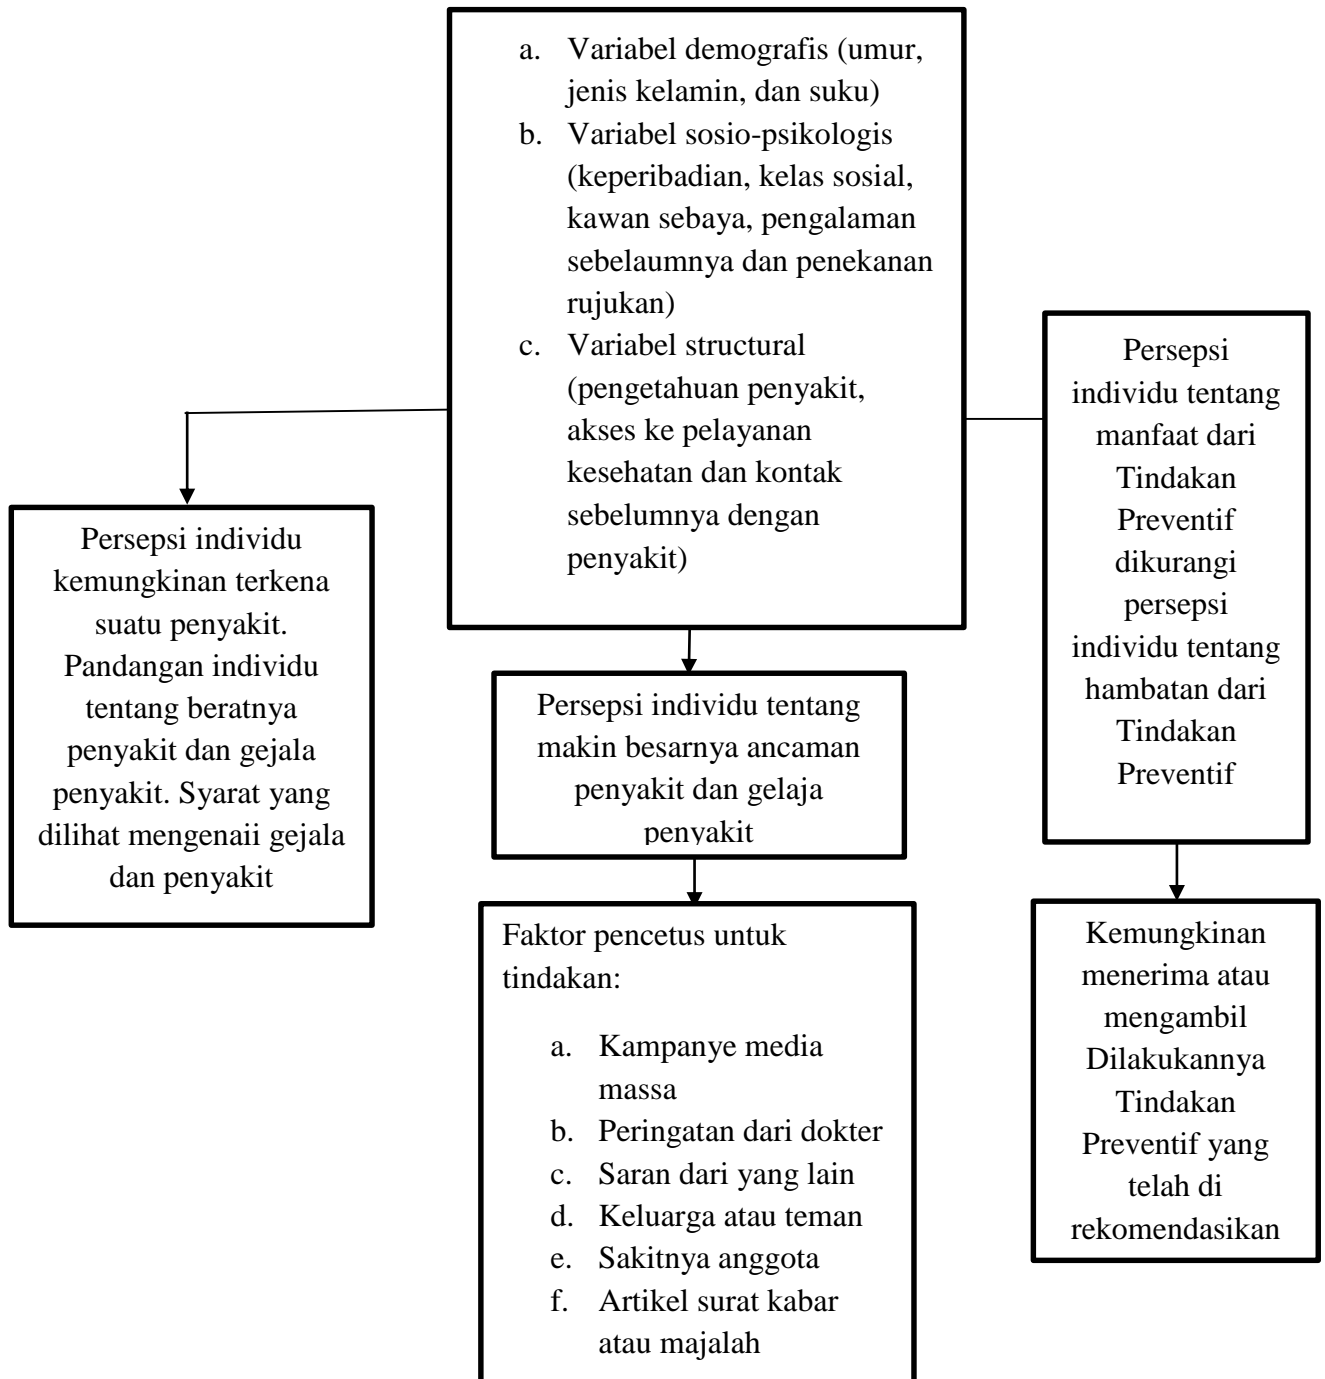 a. Variabel demografis (umur,
jenis kelamin, dan suku)
b. Variabel sosio-psikologis
(keperibadian, kelas sosial,
kawan sebaya, pengalaman
sebelaumnya dan penekanan
rujukan)
c. Variabel structural
(pengetahuan penyakit,
akses ke pelayanan
kesehatan dan kontak
sebelumnya dengan
penyakit)
Persepsi individu
kemungkinan terkena
suatu penyakit.
Pandangan individu
tentang beratnya
penyakit dan gejala
penyakit. Syarat yang
dilihat mengenaii gejala
dan penyakit
Persepsi individu tentang
makin besarnya ancaman
penyakit dan gelaja
penyakit
Persepsi
individu tentang
manfaat dari
Tindakan
Preventif
dikurangi
persepsi
individu tentang
hambatan dari
Tindakan
Preventif
Faktor pencetus untuk
tindakan:
a. Kampanye media
massa
b. Peringatan dari dokter
c. Saran dari yang lain
d. Keluarga atau teman
e. Sakitnya anggota
f. Artikel surat kabar
atau majalah
Kemungkinan
menerima atau
mengambil
Dilakukannya
Tindakan
Preventif yang
telah di
rekomendasikan